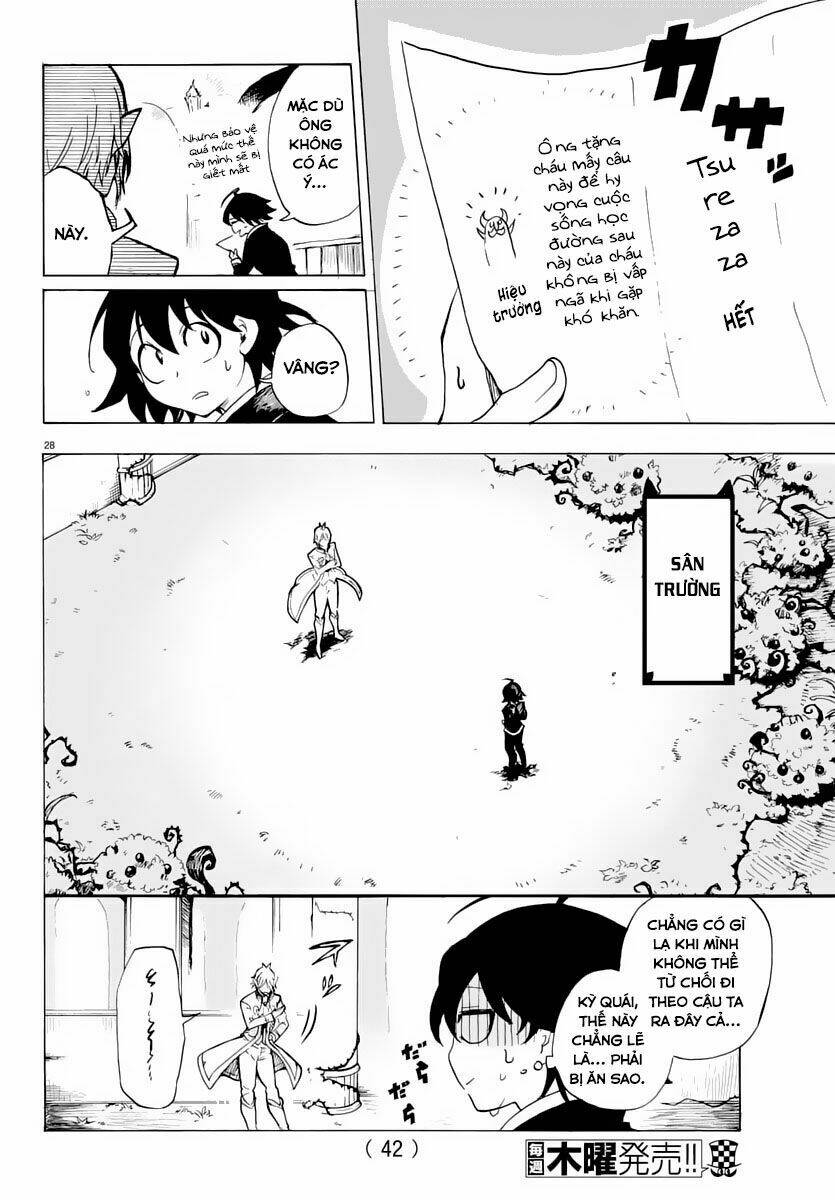 カサ
Tsu
re
za
za
HẾT
Ông tặng
cháu mấy câu
này để hy
vọng cuộc
sống học
đường sau
này của cháu
không bị vấp
ngã khi gặp
khó khăn.
Hiệu
trưởng
MẶC DÙ
ÔNG
KHÔNG
CÓ ÁC
Ý...
Nhưng bảo vệ
quá mức thế
này mình sẽ bị
giết mất
NÀY.
VÂNG?
28
SÂN
TRƯỜNG
CHẲNG CÓ GÌ
LẠ KHI MÌNH
KHÔNG THỂ
TỪ CHỐI ĐI
THEO CẬU TA
RA ĐÂY CẢ...
KỲ QUÁI,
THẾ NÀY
CHẲNG LẼ
LÀ... PHẢI
BỊ ĂN SAO.
( 42 )
毎週木曜発売!!